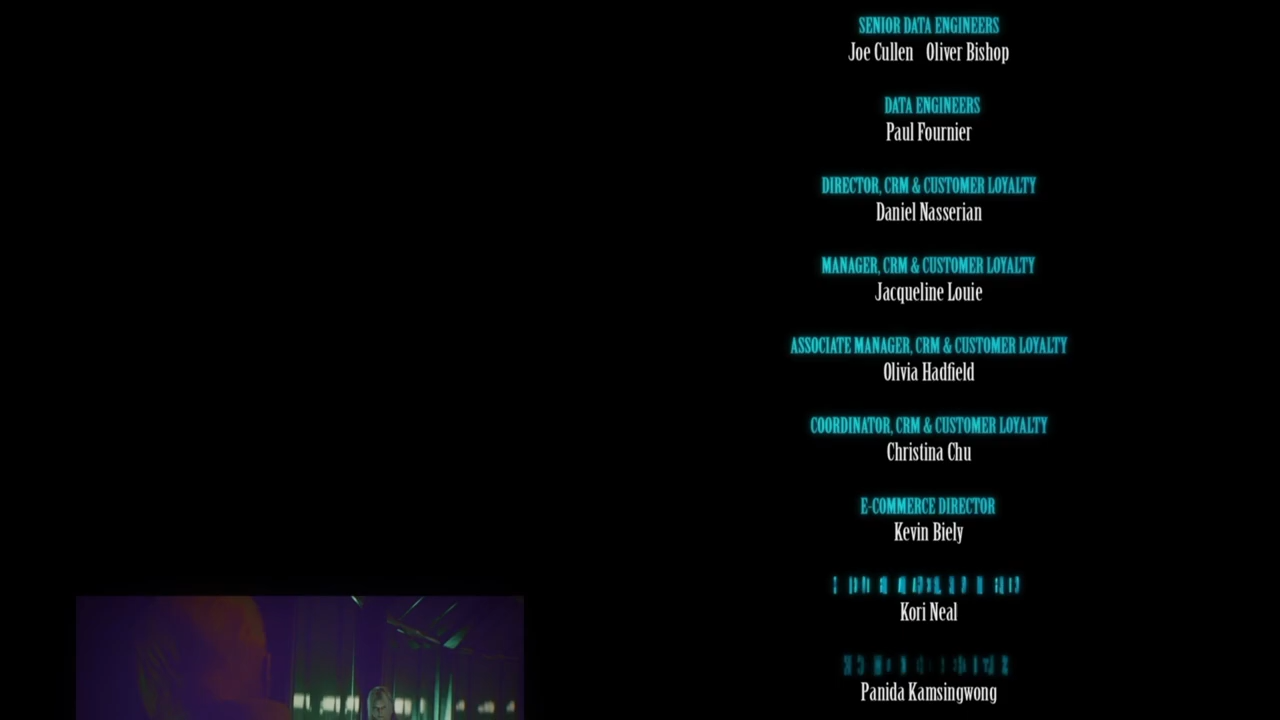 SENIOR DATA ENGINEERS
Joe Cullen Oliver Bishop
DATA ENGINEERS
Paul Fournier
DIRECTOR, CRM & CUSTOMER LOYALTY
Daniel Nasserian
MANAGER, CRM & CUSTOMER LOYALTY
Jacqueline Louie
ASSOCIATE MANAGER, CRM & CUSTOMER LOYALTY
Olivia Hadfield
COORDINATOR, CRM & CUSTOMER LOYALTY
Christina Chu
E-COMMERCE DIRECTOR
Kevin Biely
Kori Neal
Panida Kamsingwong